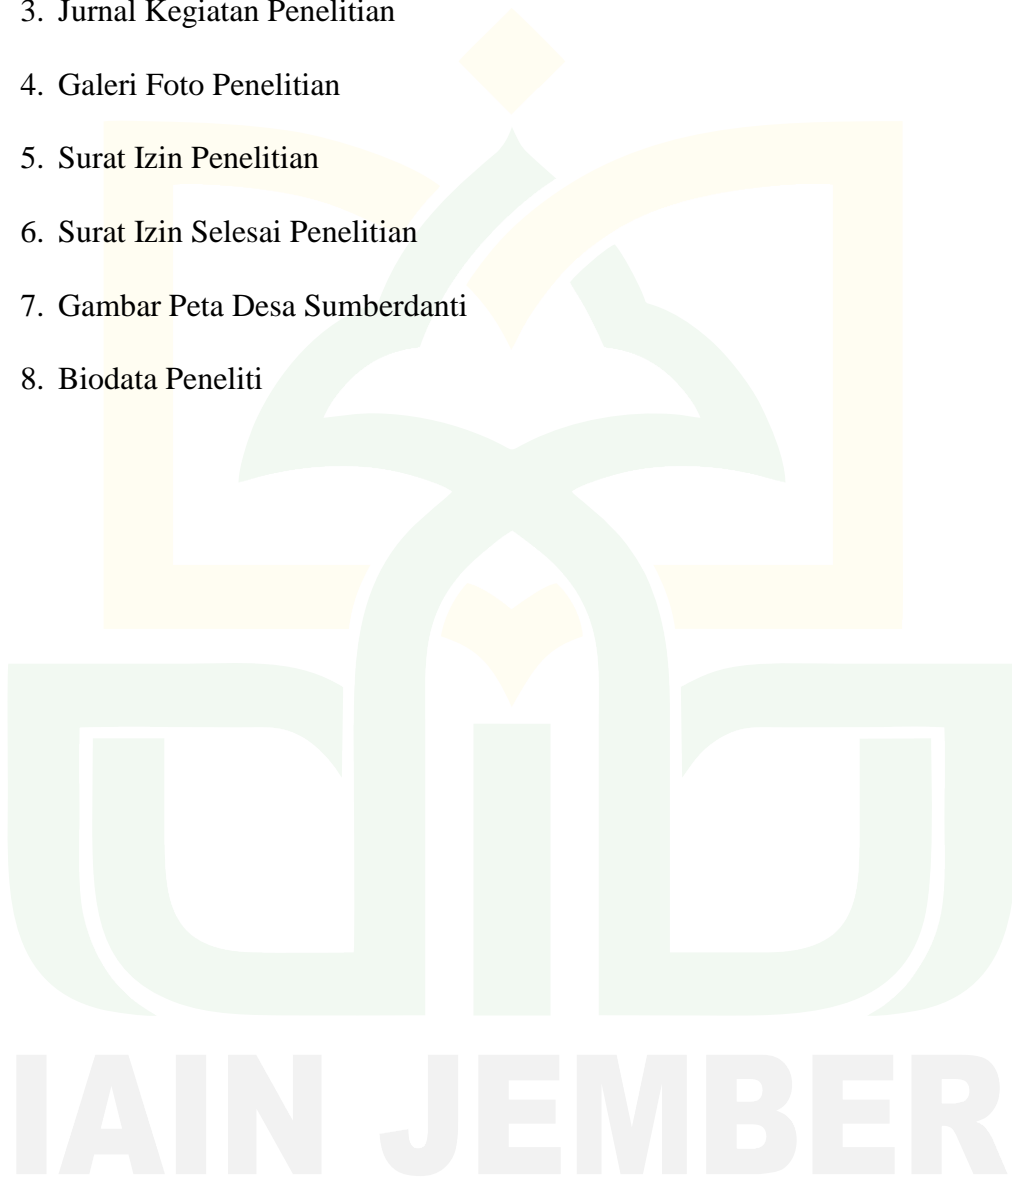 3. Jurnal Kegiatan Penelitian
4. Galeri Foto Penelitian
5. Surat Izin Penelitian
6. Surat Izin Selesai Penelitian
7. Gambar Peta Desa Sumberdanti
8. Biodata Peneliti
IAIN JEMBER